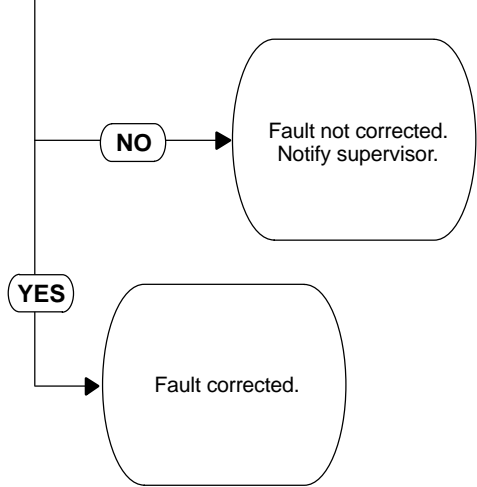 NO
Fault not corrected.
Notify supervisor.
YES
Fault corrected.